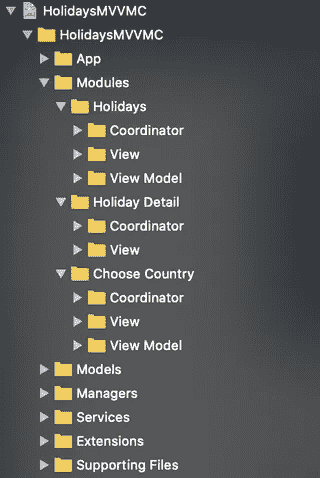 HolidaysMVVMC
HolidaysMVVMC
App
Modules
Holidays
Coordinator
View
View Model
Holiday Detail
Coordinator
View
Choose Country
Coordinator
View
View Model
Models
Managers
Services
Extensions
Supporting Files